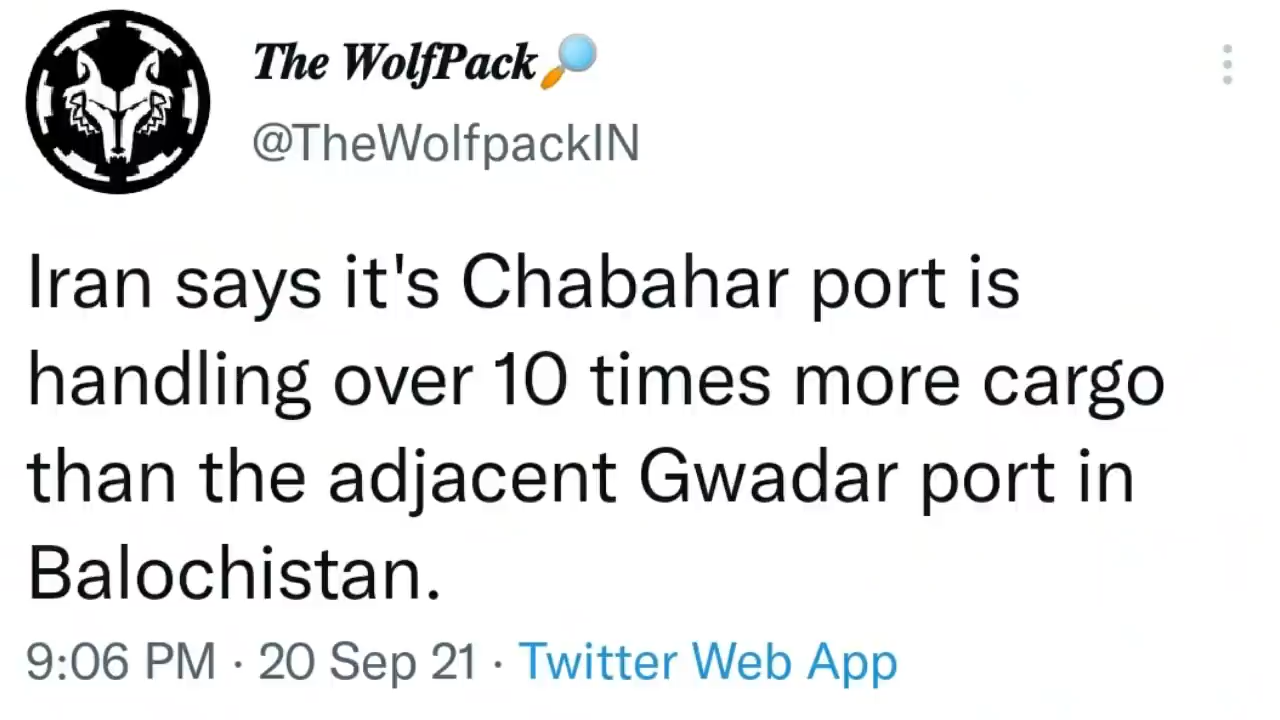 The WolfPack🔎
@TheWolfpackIN
Iran says it's Chabahar port is
handling over 10 times more cargo
than the adjacent Gwadar port in
Balochistan.
9:06 PM · 20 Sep 21 · Twitter Web App